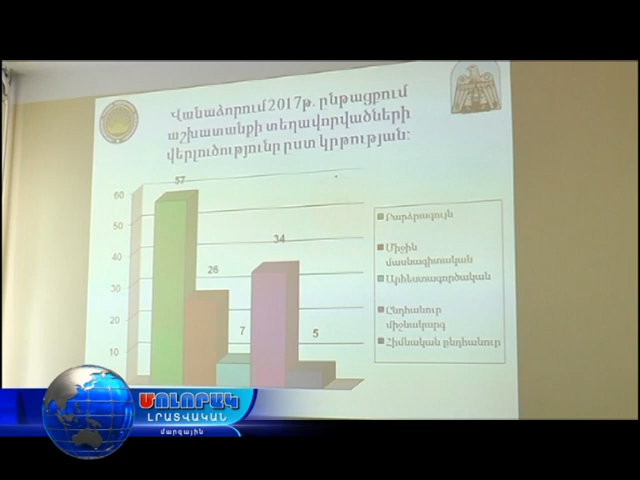 Վանաձորում 2017թ. ընթացքում
աշխատանքի տեղավորվածների
վերլուծությունը ըստ կրթության:
60
50
40
30
20
10
57
26
7
34
5
Բարձրագույն
Միջին
մասնագիտական
Արհեստագործական
Ընդհանուր
միջնակարգ
Հիմնական ընդհանուր
ՄՈԼՈՐԱԿ
ԼՐԱՏՎԱԿԱՆ
մարզային